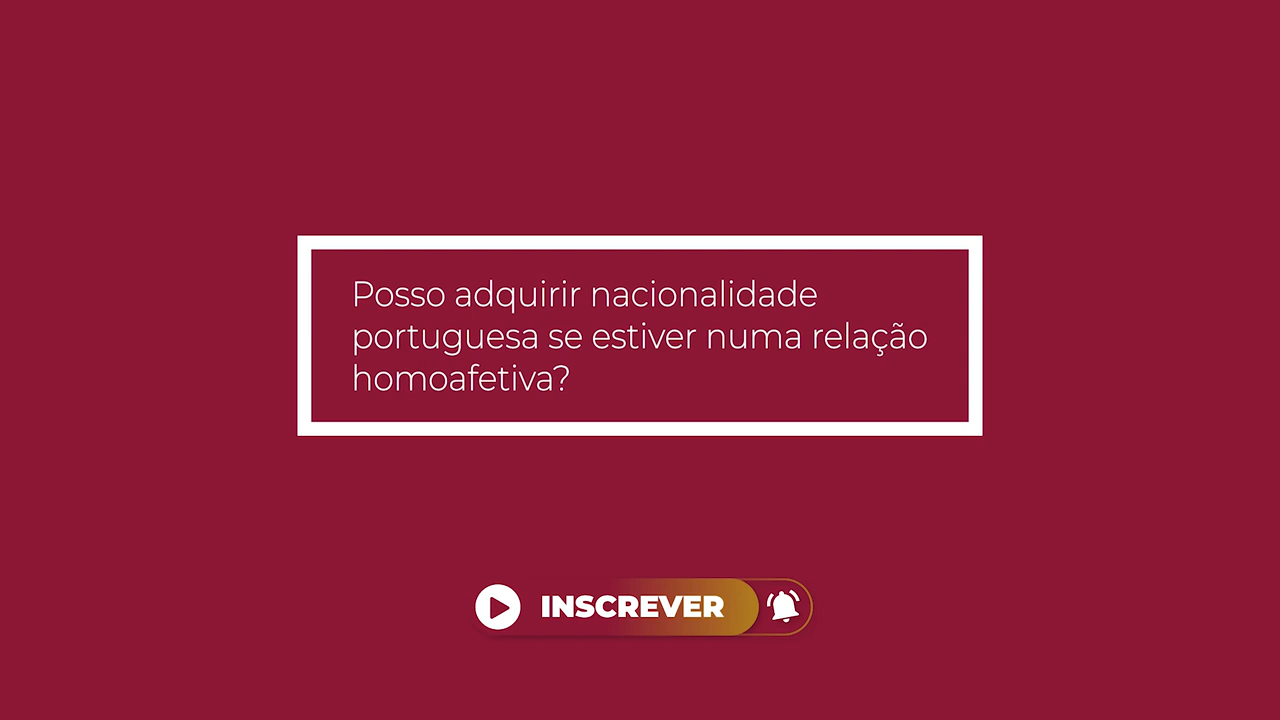 Posso adquirir nacionalidade
portuguesa se estiver numa relação
homoafetiva?
INSCREVER